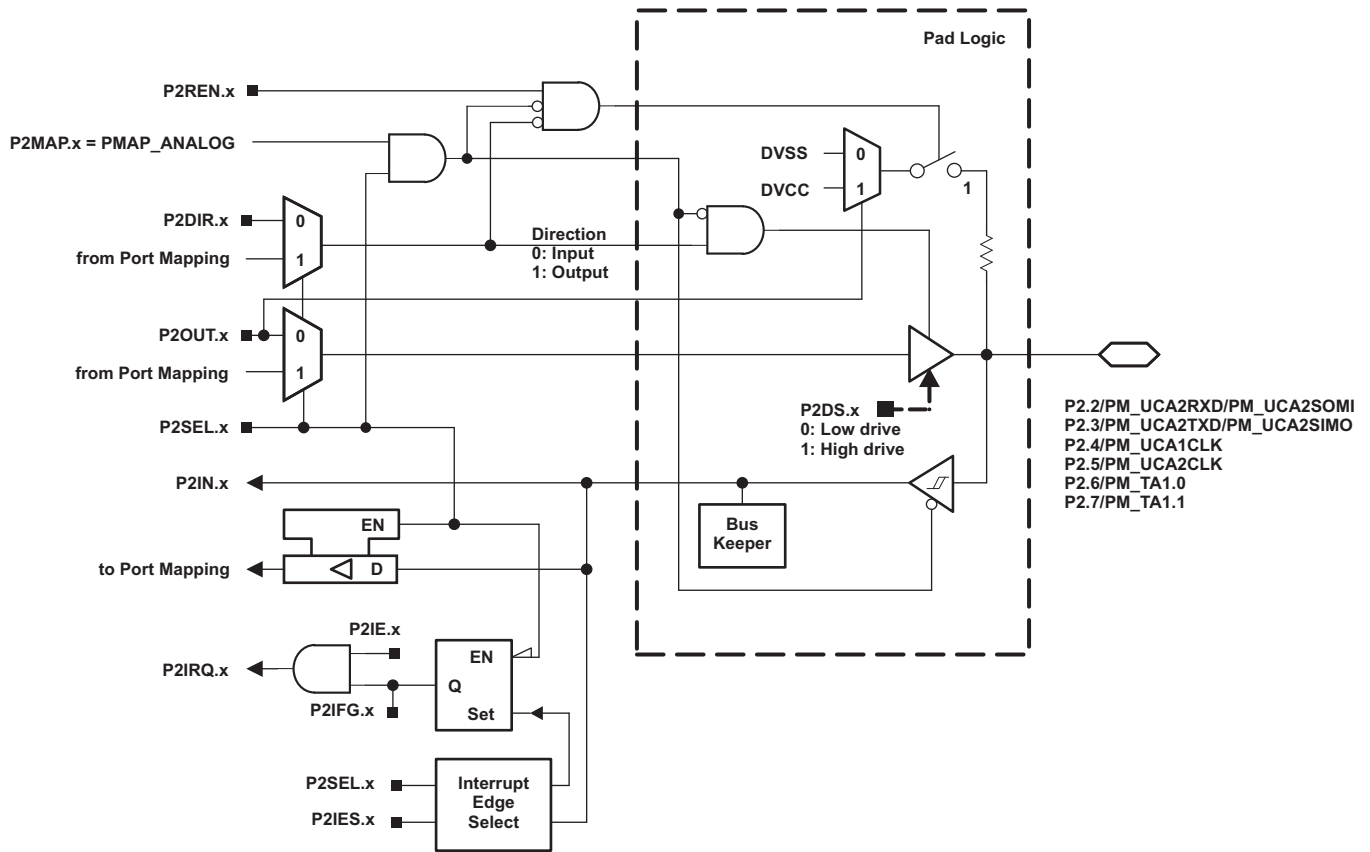 Pad Logic
P2REN.x
P2MAP.x = PMAP_ANALOG
DVSS
0
DVCC
1
1
P2DIR.x
0
from Port Mapping
1
Direction
0: Input
1: Output
P2OUT.x
0
from Port Mapping
1
P2SEL.x
P2DS.x
0: Low drive
1: High drive
P2.2/PM_UCA2RXD/PM_UCA2SOMI
P2.3/PM_UCA2TXD/PM_UCA2SIMO
P2.4/PM_UCA1CLK
P2.5/PM_UCA2CLK
P2.6/PM_TA1.0
P2.7/PM_TA1.1
P2IN.x
Bus
Keeper
EN
to Port Mapping
D
P2IE.x
P2IRQ.x
EN
Q
P2IFG.x
Set
P2SEL.x
P2IES.x
Interrupt
Edge
Select